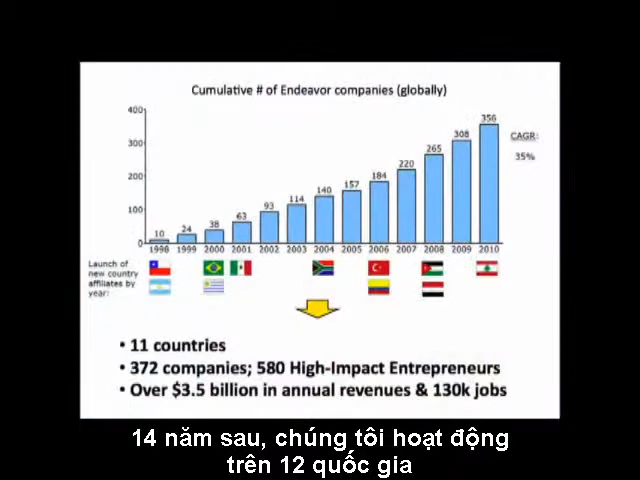 Cumulative # of Endeavor companies (globally)
400
300
200
100
0
10
24
38
63
93
114
140
157
184
220
265
308
356
CAGR:
35%
1998 1999 2000 2001 2002 2003 2004 2005 2006 2007 2008 2009 2010
Launch of
new country
affiliates by
year:
• 11 countries
• 372 companies; 580 High-Impact Entrepreneurs
• Over $3.5 billion in annual revenues & 130k jobs
14 năm sau, chúng tôi hoạt động
trên 12 quốc gia